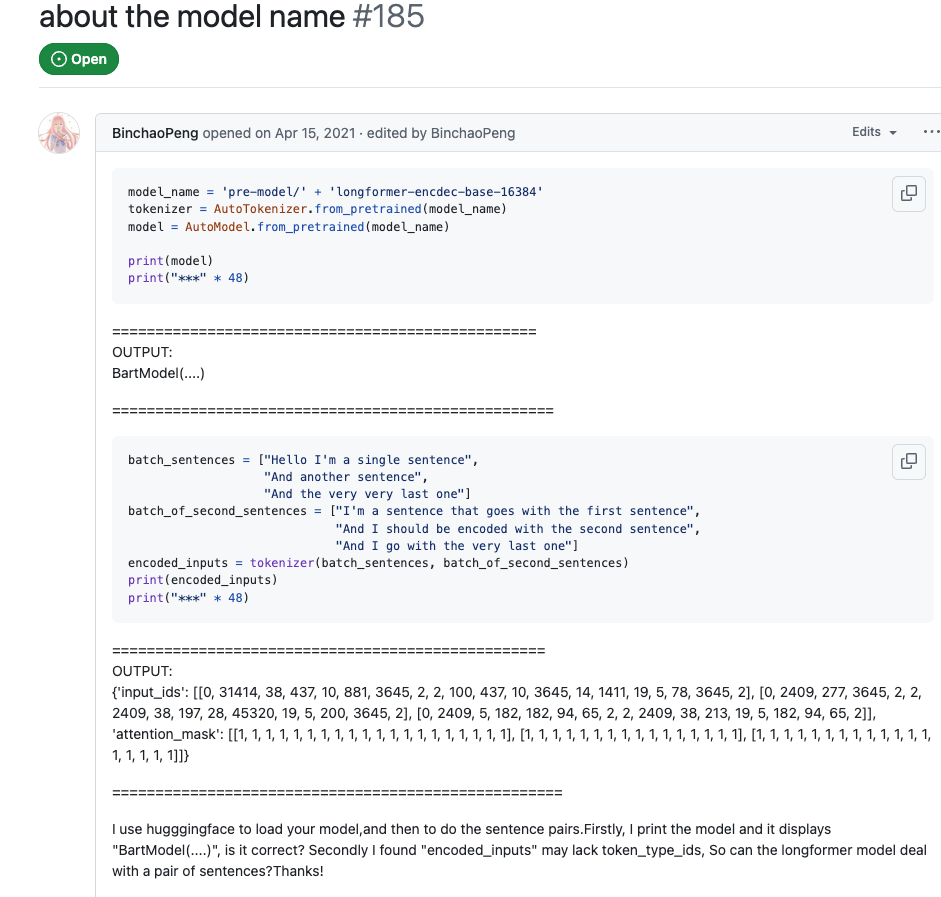 about the model name #185
Open
BinchaoPeng opened on Apr 15, 2021 · edited by BinchaoPeng
Edits
model_name = 'pre-model/' + 'longformer-encdec-base-16384'
tokenizer = AutoTokenizer.from_pretrained(model_name)
model = AutoModel.from_pretrained(model_name)
print(model)
print("***" * 48)
=================================================
OUTPUT:
BartModel(....)
===================================================
batch_sentences = ["Hello I'm a single sentence",
"And another sentence",
"And the very very last one"]
batch_of_second_sentences = ["I'm a sentence that goes with the first sentence",
"And I should be encoded with the second sentence",
"And I go with the very last one"]
encoded_inputs = tokenizer(batch_sentences, batch_of_second_sentences)
print(encoded_inputs)
print("***" * 48)
==================================================
OUTPUT:
{'input_ids': [[0, 31414, 38, 437, 10, 881, 3645, 2, 2, 100, 437, 10, 3645, 14, 1411, 19, 5, 78, 3645, 2], [0, 2409, 277, 3645, 2, 2,
2409, 38, 197, 28, 45320, 19, 5, 200, 3645, 2], [0, 2409, 5, 182, 182, 94, 65, 2, 2, 2409, 38, 213, 19, 5, 182, 94, 65, 2]],
'attention_mask': [[1, 1, 1, 1, 1, 1, 1, 1, 1, 1, 1, 1, 1, 1, 1, 1, 1, 1, 1, 1], [1, 1, 1, 1, 1, 1, 1, 1, 1, 1, 1, 1, 1, 1, 1, 1], [1, 1, 1, 1, 1, 1, 1, 1, 1, 1, 1, 1, 1,
1, 1, 1, 1, 1]]}
====================================================
I use hugggingface to load your model,and then to do the sentence pairs.Firstly, I print the model and it displays
"BartModel(....)", is it correct? Secondly I found "encoded_inputs" may lack token_type_ids, So can the longformer model deal
with a pair of sentences?Thanks!